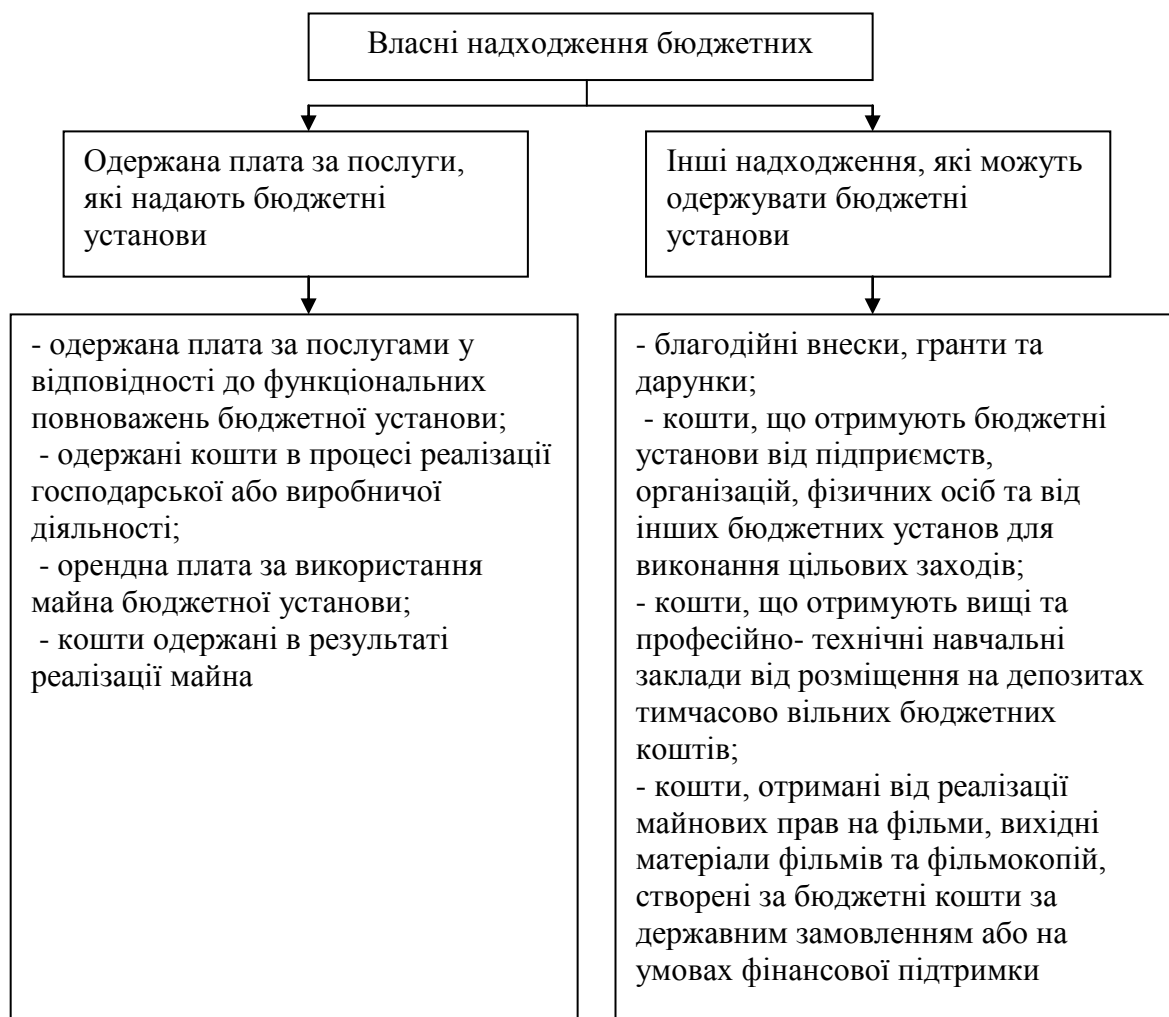 Власні надходження бюджетних
Одержана плата за послуги,
які надають бюджетні
установи
Інші надходження, які можуть
одержувати бюджетні
установи
- одержана плата за послугами у
відповідності до функціональних
повноважень бюджетної установи;
- одержані кошти в процесі реалізації
господарської або виробничої
діяльності;
- орендна плата за використання
майна бюджетної установи;
- кошти одержані в результаті
реалізації майна
- благодійні внески, гранти та
дарунки;
- кошти, що отримують бюджетні
установи від підприємств,
організацій, фізичних осіб та від
інших бюджетних установ для
виконання цільових заходів;
- кошти, що отримують вищі та
професійно- технічні навчальні
заклади від розміщення на депозитах
тимчасово вільних бюджетних
коштів;
- кошти, отримані від реалізації
майнових прав на фільми, вихідні
матеріали фільмів та фільмокопій,
створені за бюджетні кошти за
державним замовленням або на
умовах фінансової підтримки